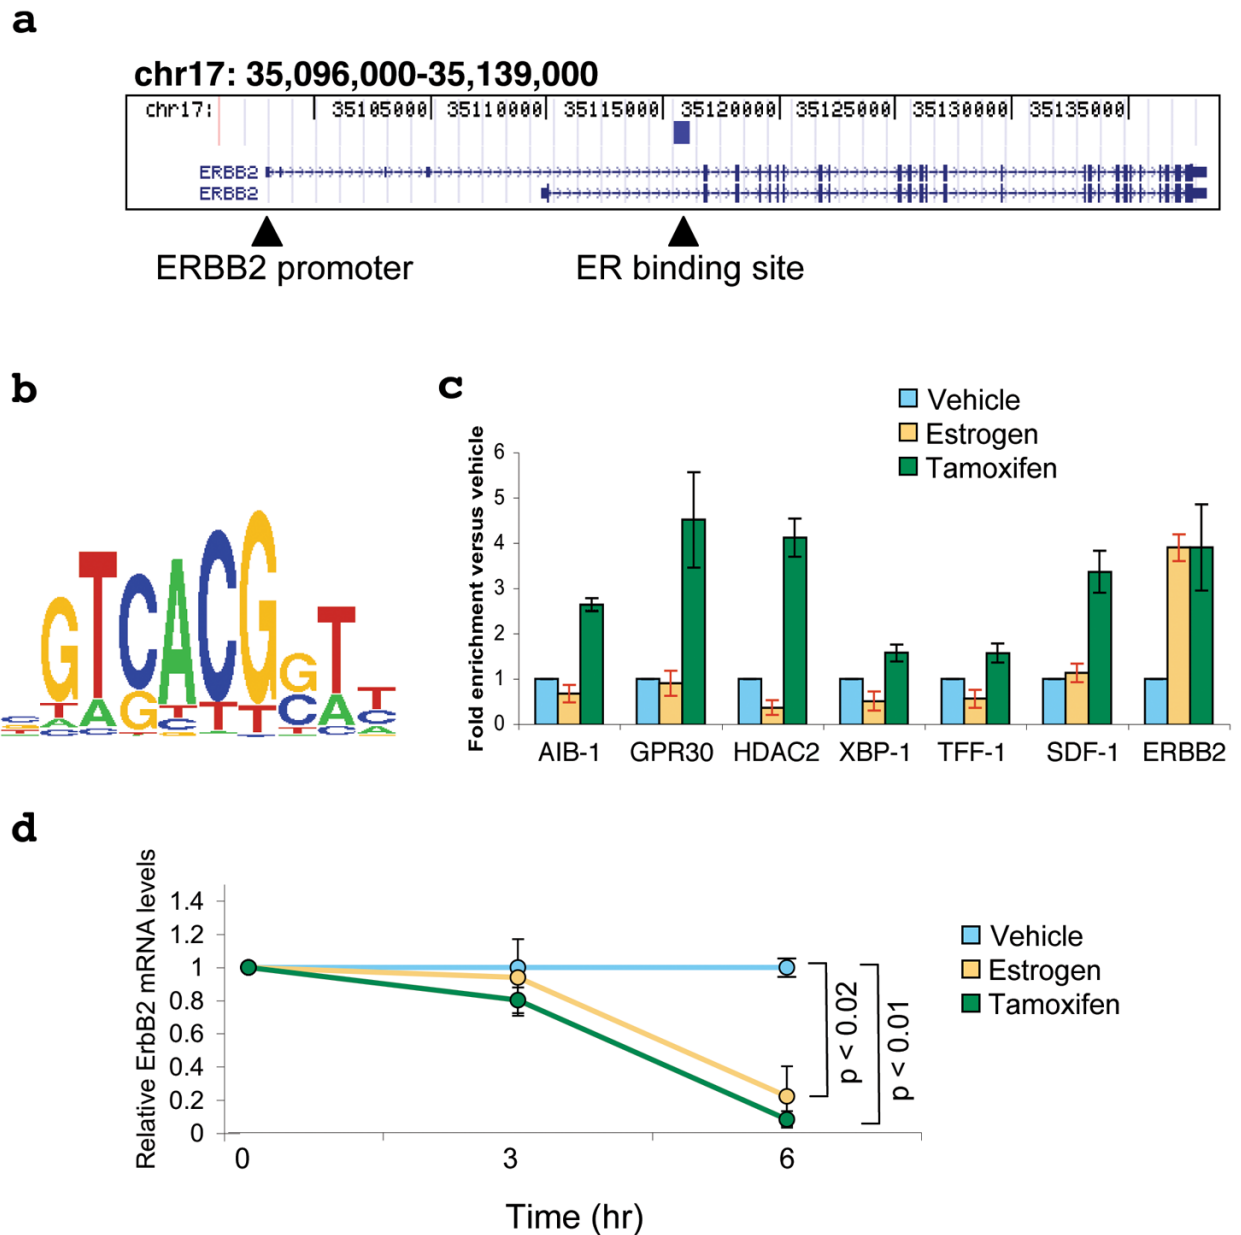 a
chr17: 35,096,000-35,139,000
chr17: 35105000 35110000 35115000 35120000 35125000 35130000 35135000
ERBB2
ERBB2
ERBB2 promoter
ER binding site
b
GTCACGGT
c
Vehicle
Estrogen
Tamoxifen
Fold enrichment versus vehicle
6
5
4
3
2
1
0
AIB-1 GPR30 HDAC2 XBP-1 TFF-1 SDF-1 ERBB2
d
Relative ErbB2 mRNA levels
1.4
1.2
1
0.8
0.6
0.4
0.2
0
0 3 6
Time (hr)
p < 0.02
p < 0.01
Vehicle
Estrogen
Tamoxifen